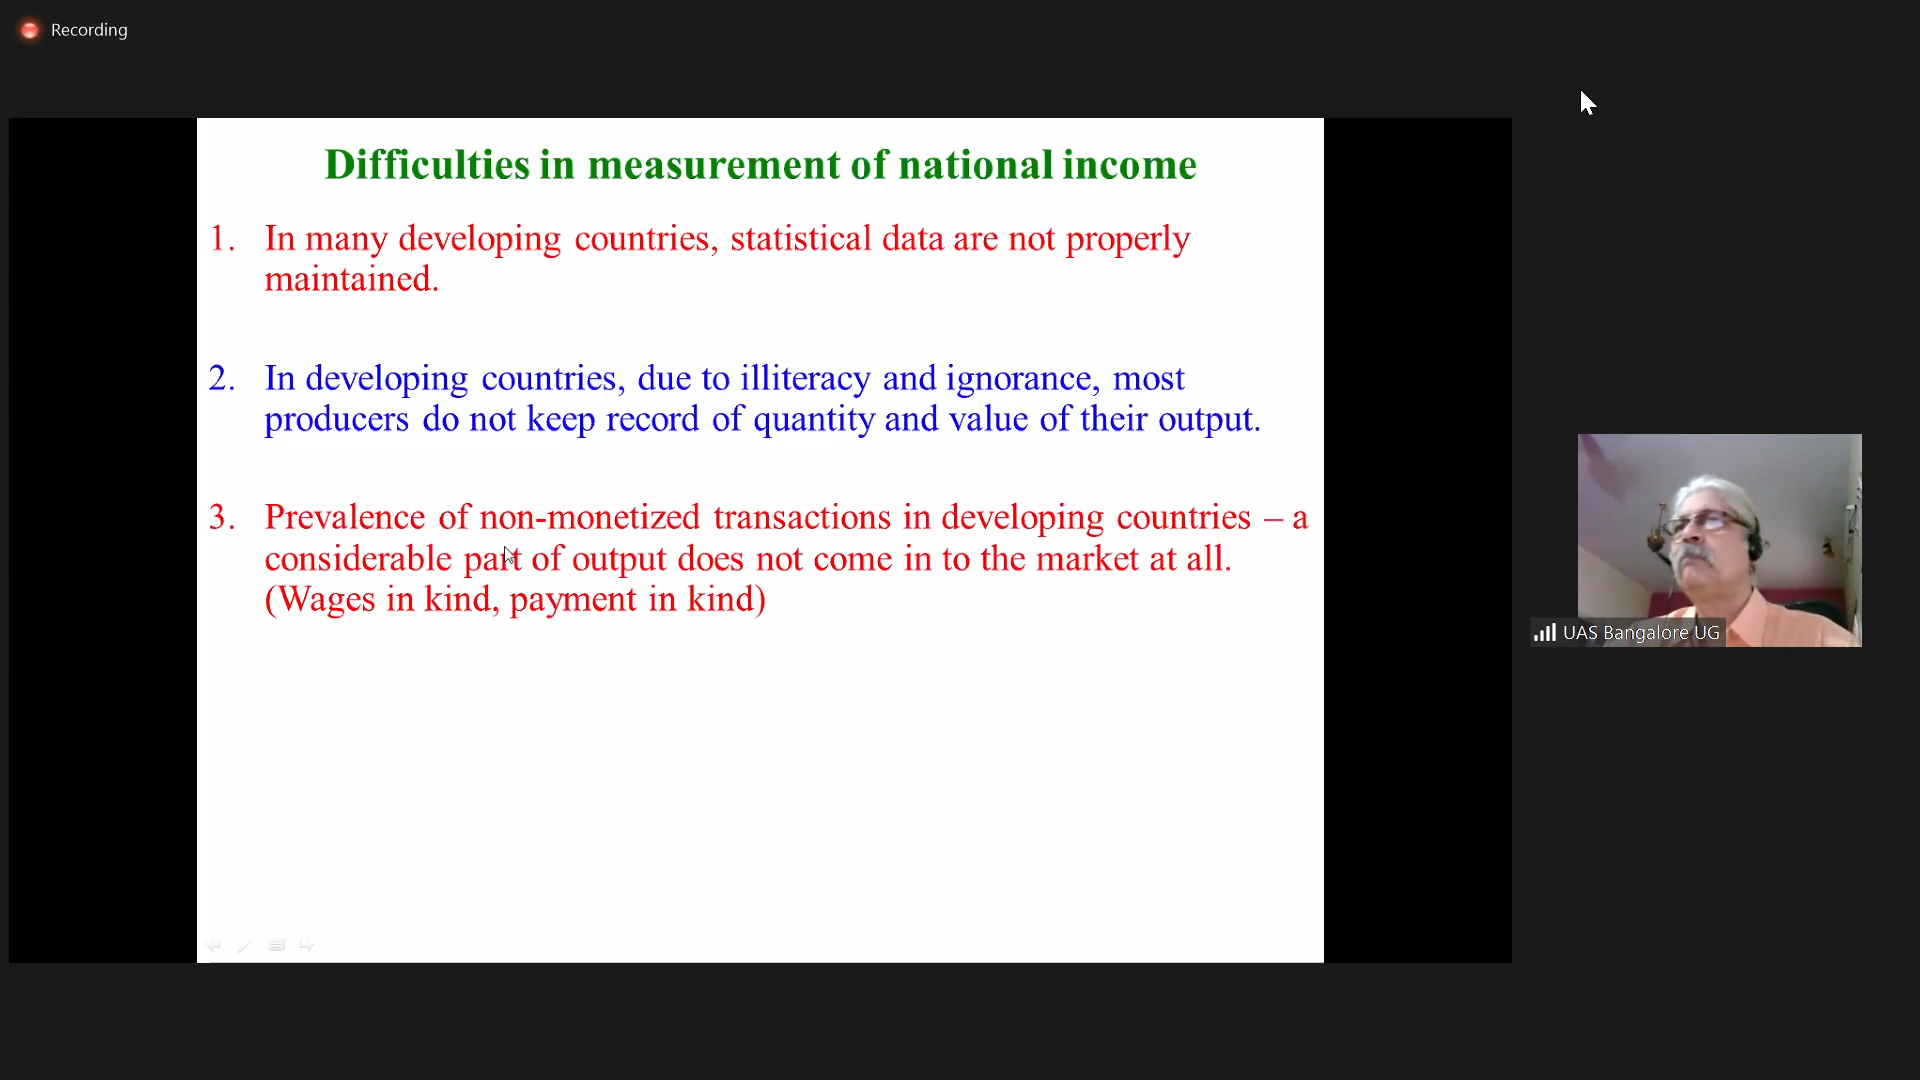 Recording
Difficulties in measurement of national income
1. In many developing countries, statistical data are not properly
maintained.
2. In developing countries, due to illiteracy and ignorance, most
producers do not keep record of quantity and value of their output.
3. Prevalence of non-monetized transactions in developing countries – a
considerable part of output does not come in to the market at all.
(Wages in kind, payment in kind)
UAS Bangalore UG